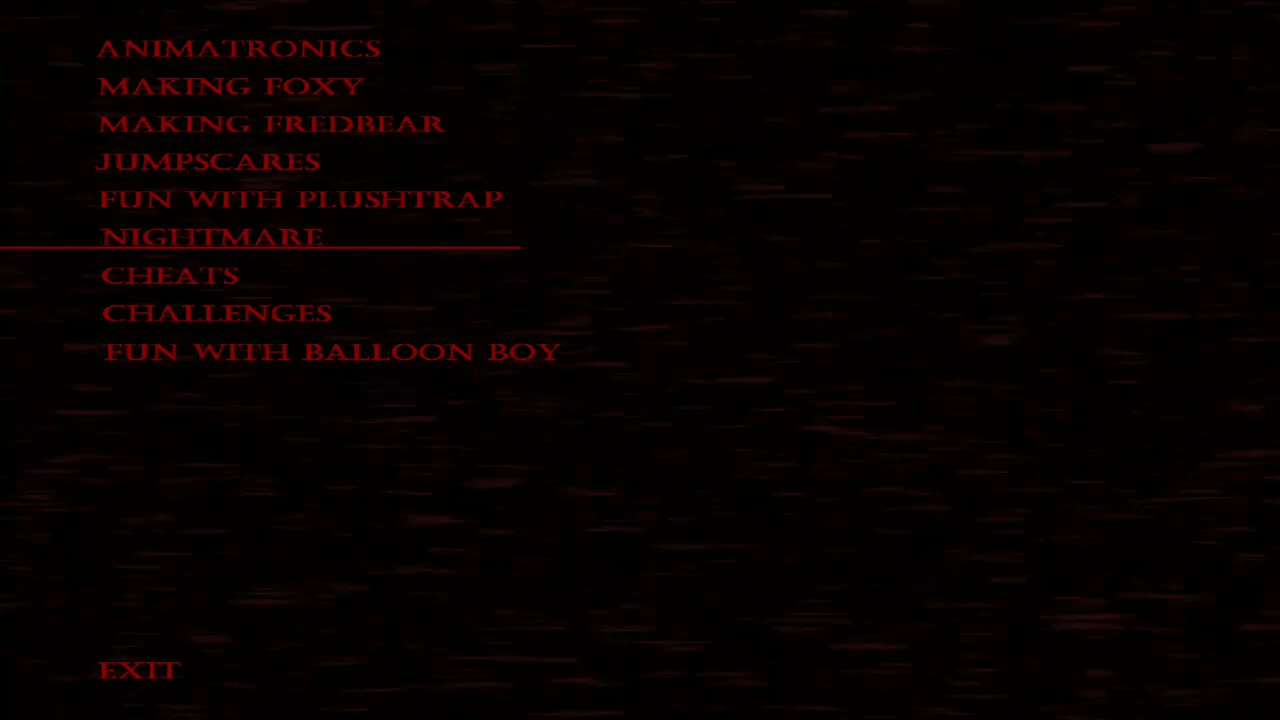 ANIMATRONICS
MAKING FOXY
MAKING FREDBEAR
JUMPSCARES
FUN WITH PLUSHTRAP
NIGHTMARE
CHEATS
CHALLENGES
FUN WITH BALLOON BOY
EXIT